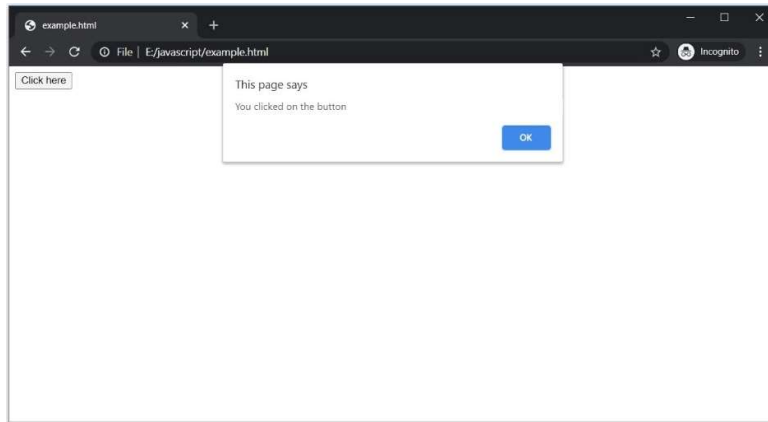 example.html
File | E:/javascript/example.html
Incognito
Click here
This page says
You clicked on the button
OK